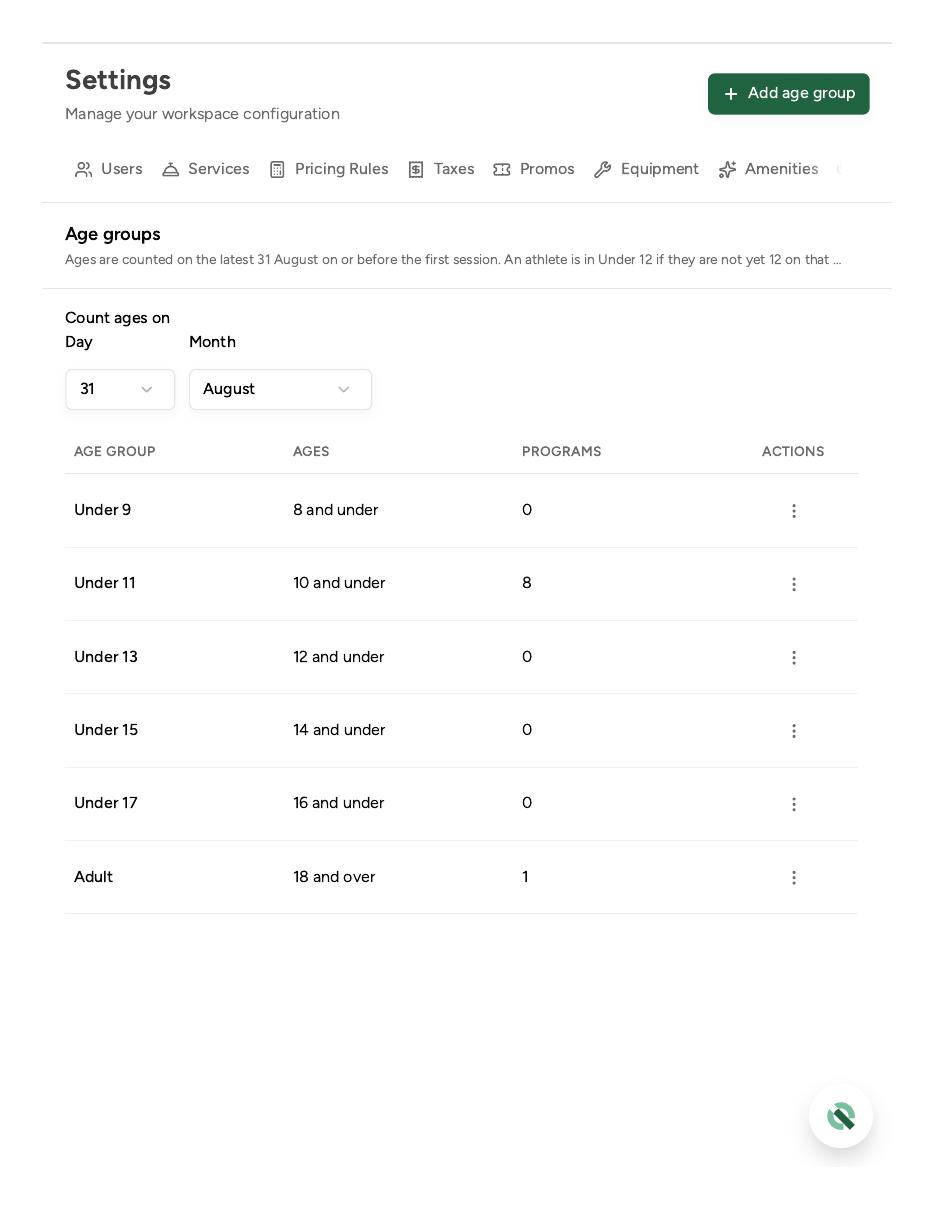 Settings
Manage your workspace configuration
Add age group
Users Services Pricing Rules Taxes Promos Equipment Amenities
Age groups
Ages are counted on the latest 31 August on or before the first session. An athlete is in Under 12 if they are not yet 12 on that ...
Count ages on
Day Month
31 August
AGE GROUP AGES PROGRAMS ACTIONS
Under 9 8 and under 0
Under 11 10 and under 8
Under 13 12 and under 0
Under 15 14 and under 0
Under 17 16 and under 0
Adult 18 and over 1